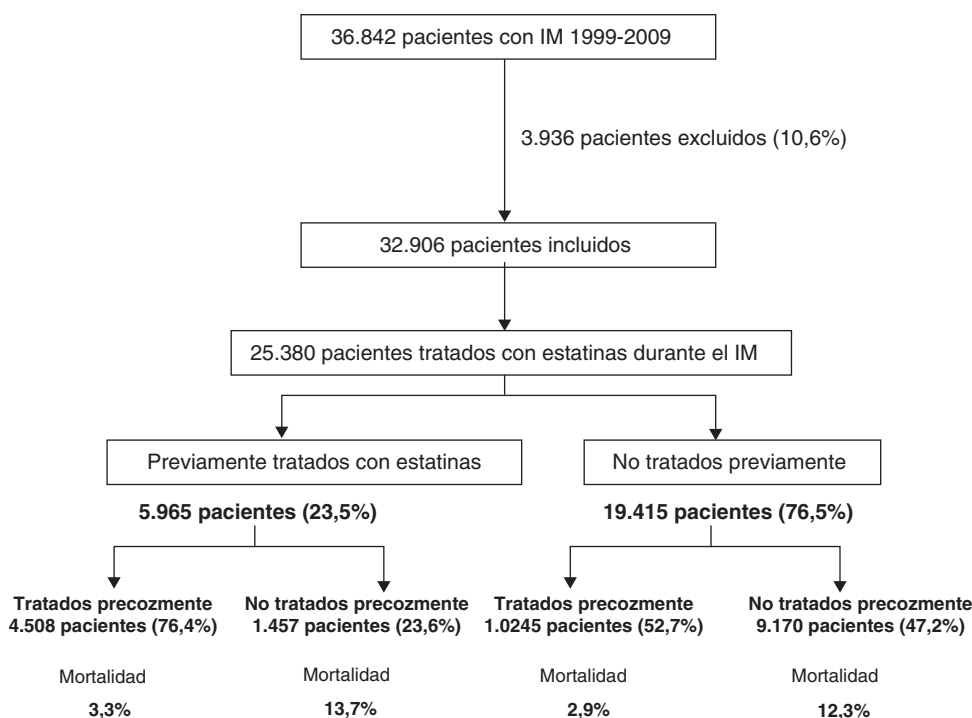 36.842 pacientes con IM 1999-2009
3.936 pacientes excluidos (10,6%)
32.906 pacientes incluidos
25.380 pacientes tratados con estatinas durante el IM
Previamente tratados con estatinas
No tratados previamente
5.965 pacientes (23,5%)
19.415 pacientes (76,5%)
Tratados precozmente
4.508 pacientes (76,4%)
No tratados precozmente
1.457 pacientes (23,6%)
Tratados precozmente
1.0245 pacientes (52,7%)
No tratados precozmente
9.170 pacientes (47,2%)
Mortalidad
3,3%
Mortalidad
13,7%
Mortalidad
2,9%
Mortalidad
12,3%